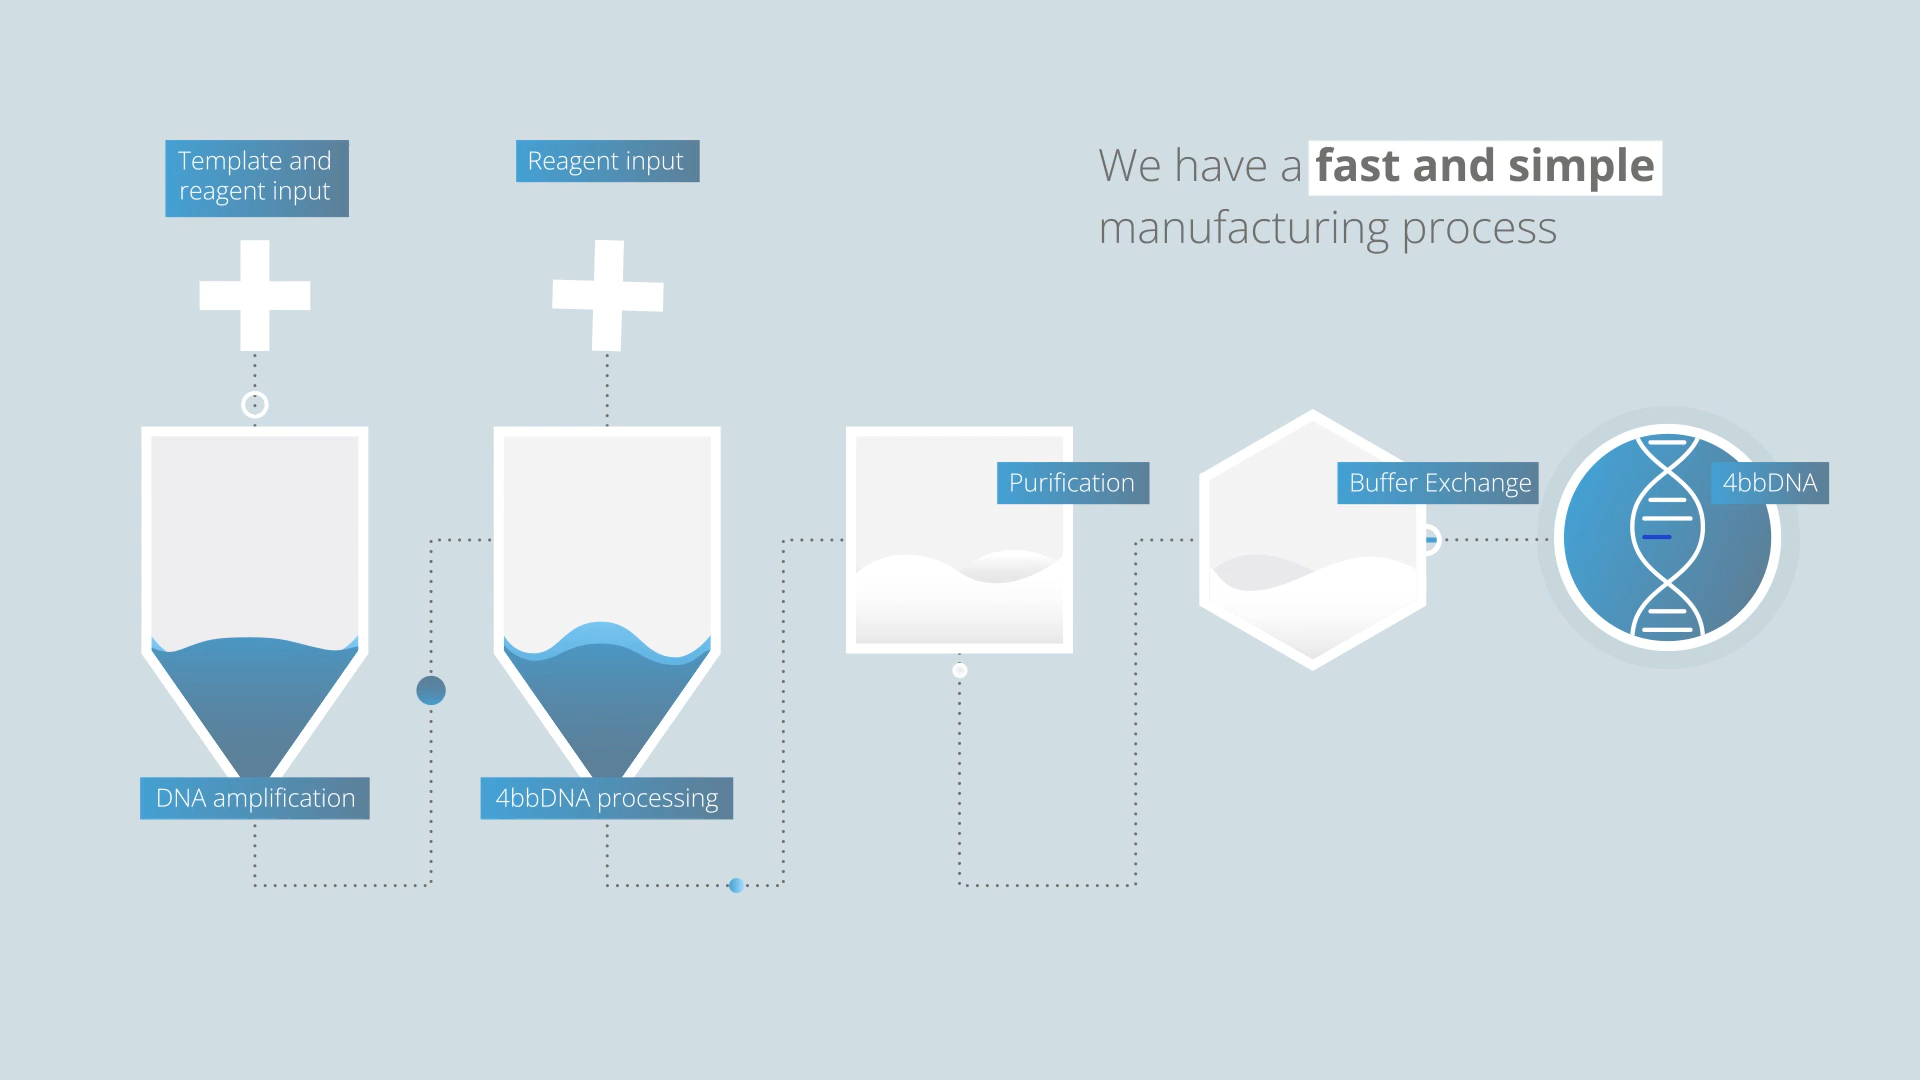 Template and
reagent input
Reagent input
We have a fast and simple
manufacturing process
Purification
Buffer Exchange
4bbDNA
DNA amplification
4bbDNA processing